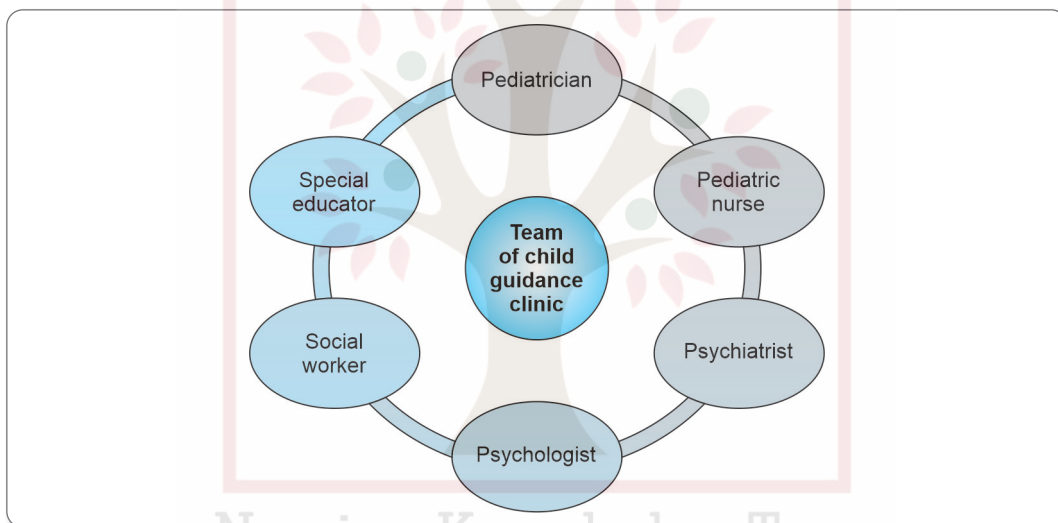 Pediatrician
Special
educator
Pediatric
nurse
Team
of child
guidance
clinic
Social
worker
Psychiatrist
Psychologist